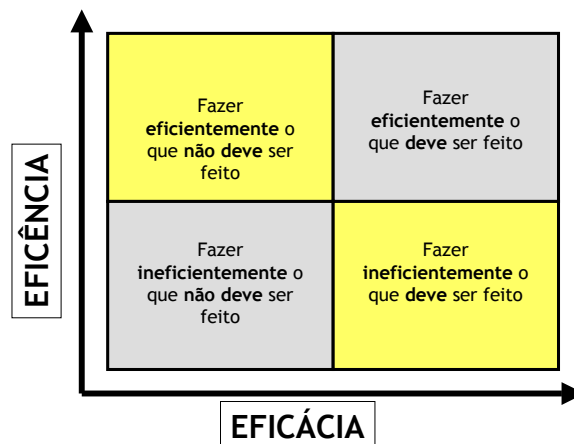 Fazer
eficientemente o
que não deve ser
feito
Fazer
eficientemente o
que deve ser feito
EFICÊNCIA
Fazer
ineficientemente o
que não deve ser
feito
Fazer
ineficientemente o
que deve ser feito
EFICÁCIA